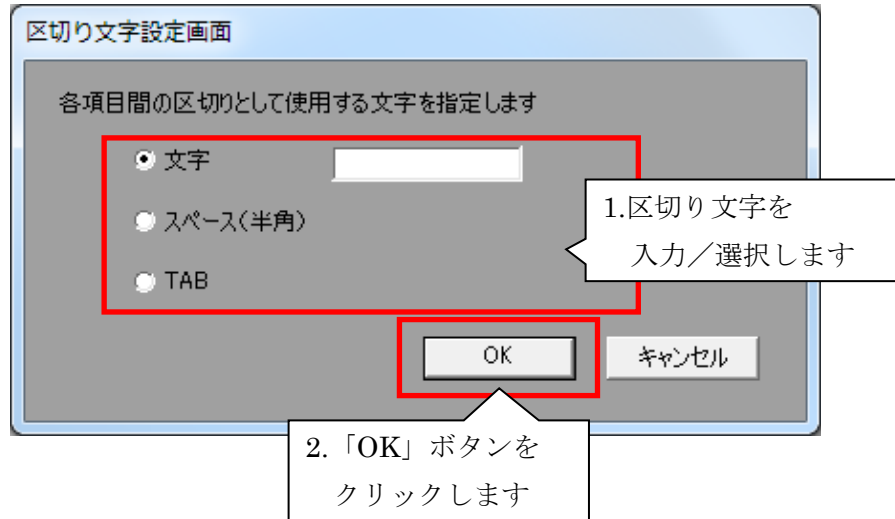 区切り文字設定画面
各項目間の区切りとして使用する文字を指定します
文字
スペース(半角)
TAB
1.区切り文字を
入力／選択します
OK
キャンセル
2.「OK」ボタンを
クリックします